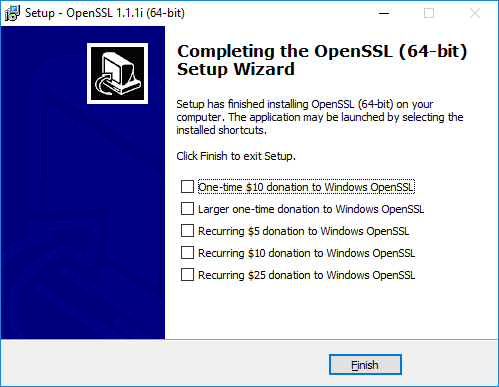 Setup - OpenSSL 1.1.1i (64-bit)
Completing the OpenSSL (64-bit)
Setup Wizard
Setup has finished installing OpenSSL (64-bit) on your
computer. The application may be launched by selecting the
installed shortcuts.
Click Finish to exit Setup.
One-time $10 donation to Windows OpenSSL
Larger one-time donation to Windows OpenSSL
Recurring $5 donation to Windows OpenSSL
Recurring $10 donation to Windows OpenSSL
Recurring $25 donation to Windows OpenSSL
Finish